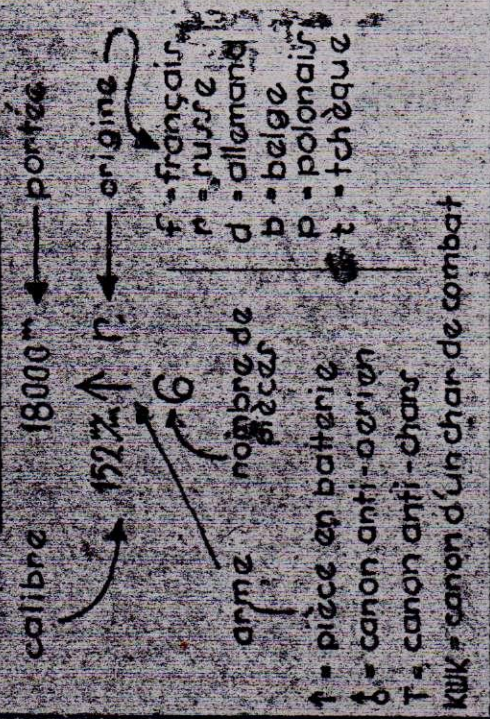 calibre 18000 m portée
152 m/m ↑ r. origine
6
arme nombre de pièces
↑ = pièce en batterie
= canon anti-aérien
T = canon anti-chars
KWK = canon d'un char de combat
f = français
r = russe
d = allemand
b = belge
p = polonais
t = tchèque